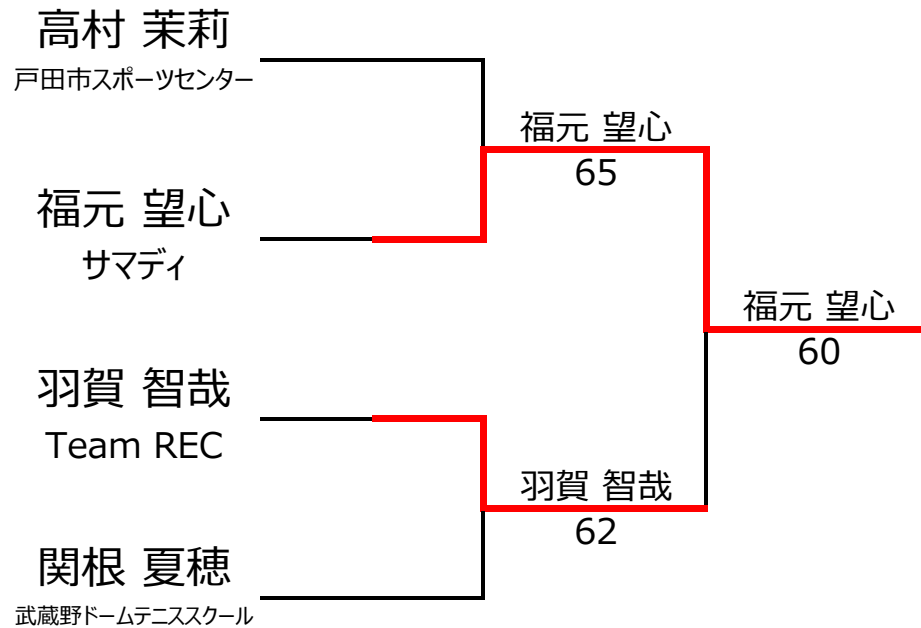 高村 茉莉
戸田市スポーツセンター
福元 望心
65
福元 望心
サマディ
福元 望心
60
羽賀 智哉
Team REC
羽賀 智哉
62
関根 夏穂
武蔵野ドームテニススクール